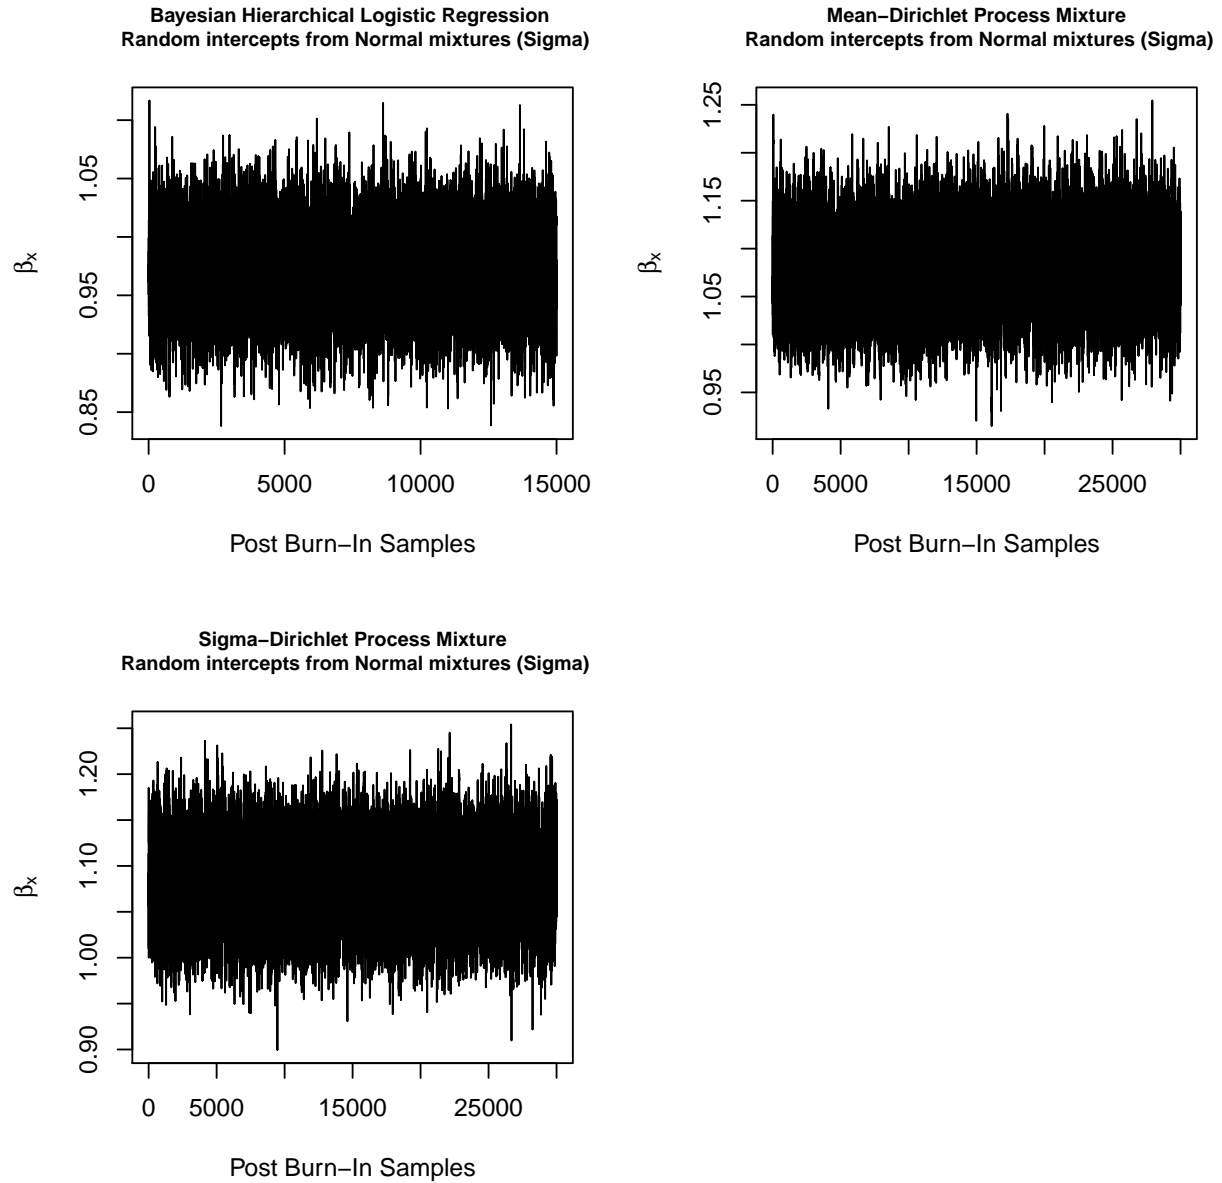 Bayesian Hierarchical Logistic Regression
Random intercepts from Normal mixtures (Sigma)
βx
0.85
0.95
1.05
0
5000
10000
15000
Post Burn−In Samples
Mean−Dirichlet Process Mixture
Random intercepts from Normal mixtures (Sigma)
βx
0.95
1.05
1.15
1.25
0
5000
15000
25000
Post Burn−In Samples
Sigma−Dirichlet Process Mixture
Random intercepts from Normal mixtures (Sigma)
βx
0.90
1.00
1.10
1.20
0
5000
15000
25000
Post Burn−In Samples